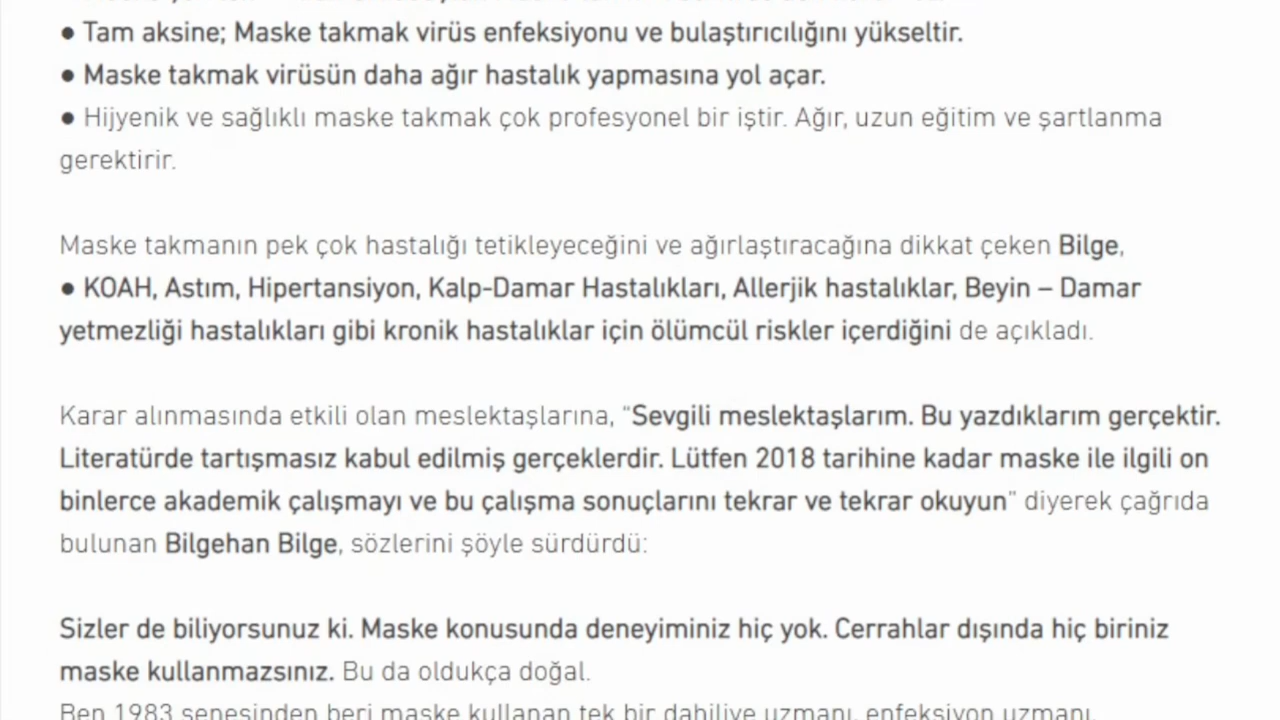 ● Tam aksine; Maske takmak virüs enfeksiyonu ve bulaştırıcılığını yükseltir.
● Maske takmak virüsün daha ağır hastalık yapmasına yol açar.
● Hijyenik ve sağlıklı maske takmak çok profesyonel bir iştir. Ağır, uzun eğitim ve şartlanma
gerektirir.
Maske takmanın pek çok hastalığı tetikleyeceğini ve ağırlaştıracağına dikkat çeken Bilge,
● KOAH, Astım, Hipertansiyon, Kalp-Damar Hastalıkları, Allerjik hastalıklar, Beyin – Damar
yetmezliği hastalıkları gibi kronik hastalıklar için ölümcül riskler içerdiğini de açıkladı.
Karar alınmasında etkili olan meslektaşlarına, “Sevgili meslektaşlarım. Bu yazdıklarım gerçektir.
Literatürde tartışmasız kabul edilmiş gerçeklerdir. Lütfen 2018 tarihine kadar maske ile ilgili on
binlerce akademik çalışmayı ve bu çalışma sonuçlarını tekrar ve tekrar okuyun” diyerek çağrıda
bulunan Bilgehan Bilge, sözlerini şöyle sürdürdü:
Sizler de biliyorsunuz ki. Maske konusunda deneyiminiz hiç yok. Cerrahlar dışında hiç biriniz
maske kullanmazsınız. Bu da oldukça doğal.
Ben 1983 senesinden beri maske kullanan tek bir dahiliye uzmanı, enfeksiyon uzmanı,